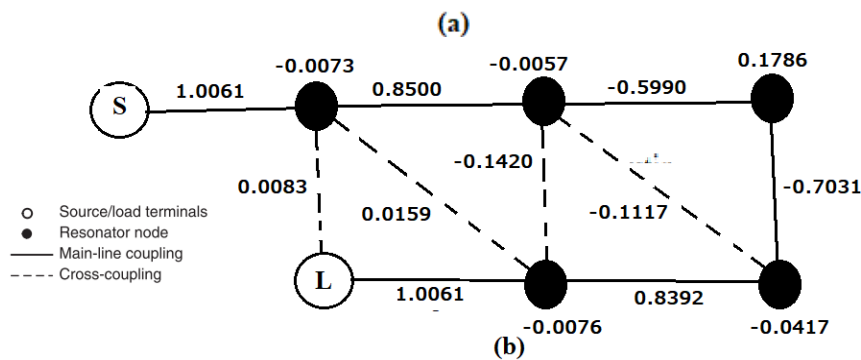 (a)
-0.0073
-0.0057
0.1786
1.0061
0.8500
-0.5990
S
-0.1420
0.0083
0.0159
-0.1117
-0.7031
Source/load terminals
Resonator node
Main-line coupling
Cross-coupling
L
1.0061
0.8392
-0.0076
-0.0417
(b)